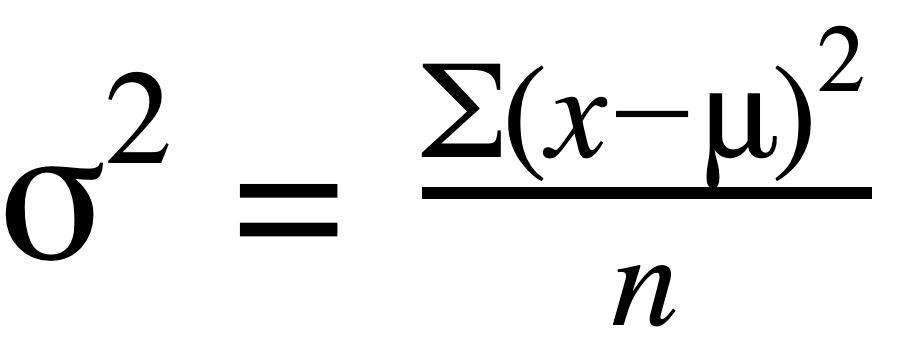 σ² = Σ(x−μ)² / n